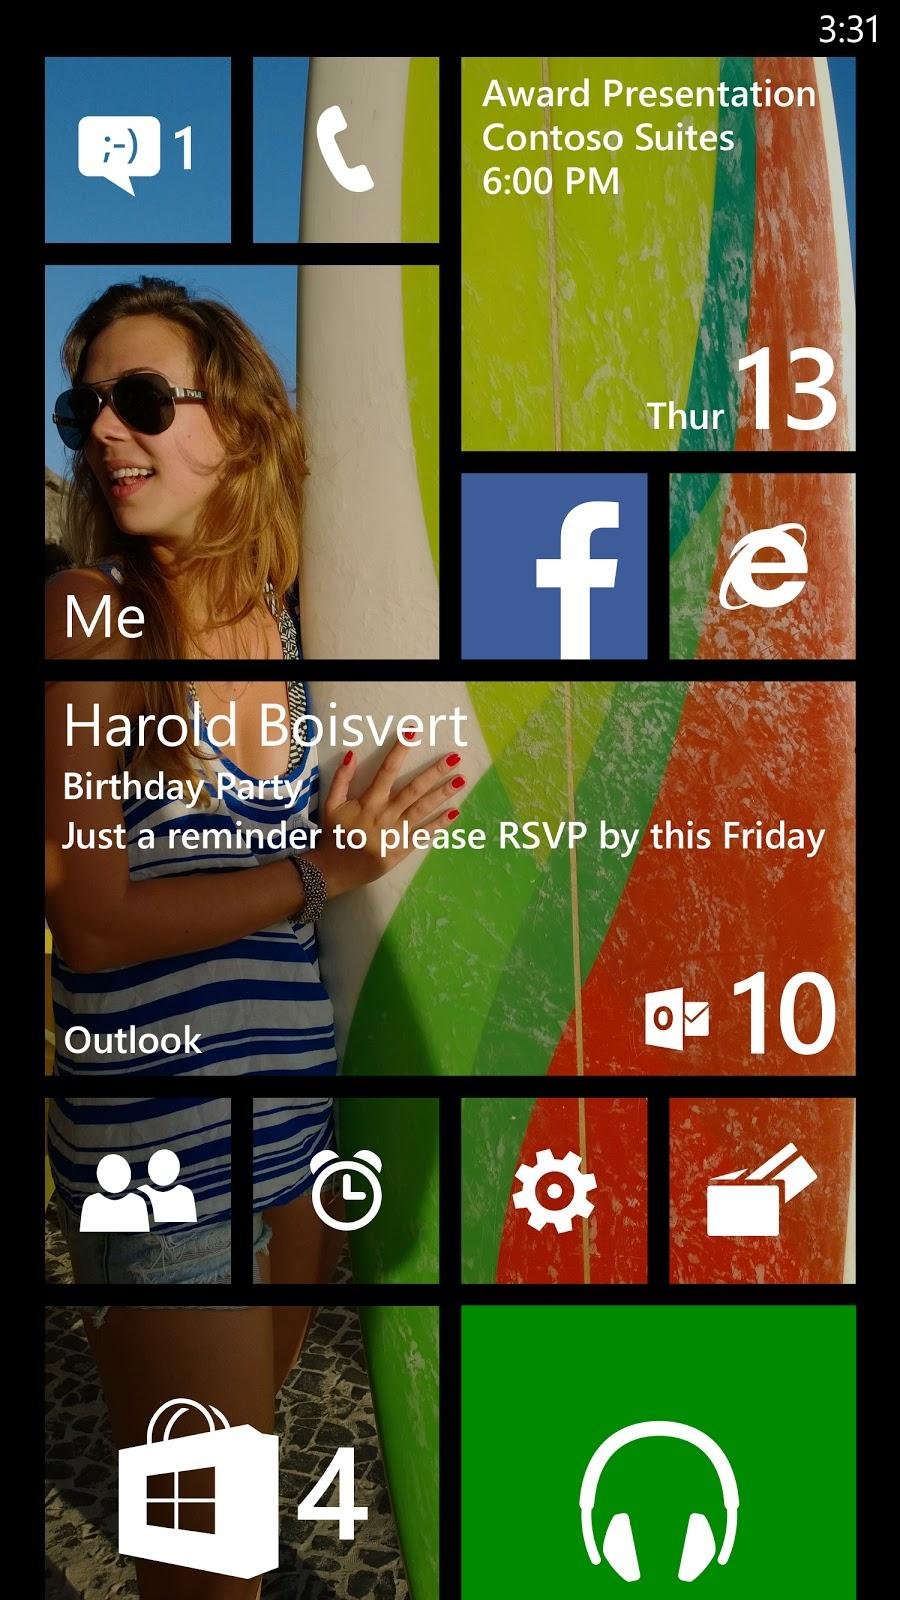 3:31
;-) 1
Award Presentation
Contoso Suites
6:00 PM
Thur 13
Me
f
e
Harold Boisvert
Birthday Party
Just a reminder to please RSVP by this Friday
Outlook
O 10
4